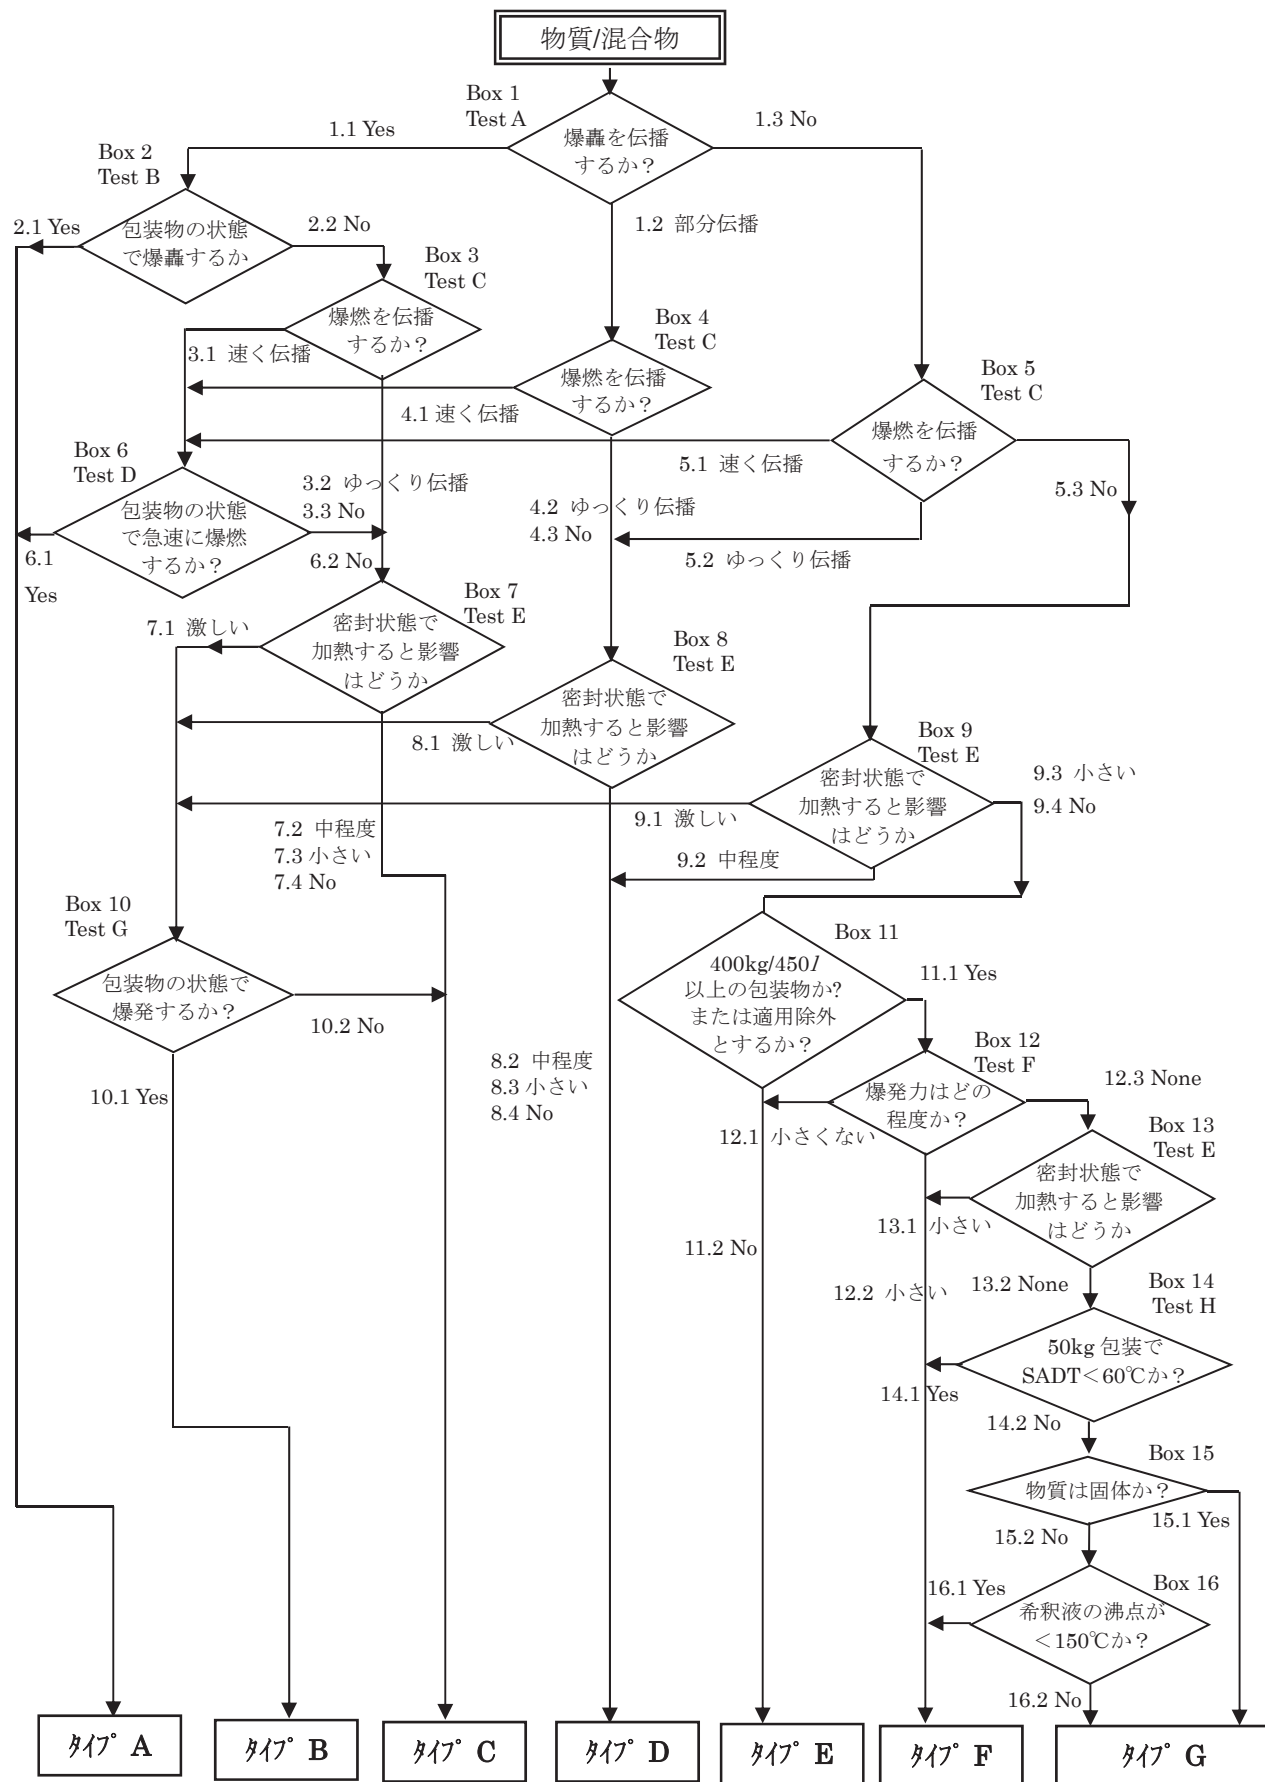 物質/混合物
Box 1
Test A
爆轟を伝播
するか？
1.1 Yes
1.3 No
1.2 部分伝播
Box 2
Test B
包装物の状態
で爆轟するか
2.1 Yes
2.2 No
Box 3
Test C
爆燃を伝播
するか？
3.1 速く伝播
Box 4
Test C
爆燃を伝播
するか？
4.1 速く伝播
Box 5
Test C
爆燃を伝播
するか？
5.1 速く伝播
5.3 No
Box 6
Test D
包装物の状態
で急速に爆燃
するか？
3.2 ゆっくり伝播
3.3 No
4.2 ゆっくり伝播
4.3 No
5.2 ゆっくり伝播
6.1
Yes
6.2 No
Box 7
Test E
密封状態で
加熱すると影響
はどうか
7.1 激しい
Box 8
Test E
密封状態で
加熱すると影響
はどうか
8.1 激しい
Box 9
Test E
密封状態で
加熱すると影響
はどうか
9.3 小さい
9.4 No
9.1 激しい
9.2 中程度
7.2 中程度
7.3 小さい
7.4 No
Box 10
Test G
包装物の状態で
爆発するか？
10.2 No
10.1 Yes
Box 11
400kg/450l
以上の包装物か?
または適用除外
とするか？
11.1 Yes
8.2 中程度
8.3 小さい
8.4 No
Box 12
Test F
爆発力はどの
程度か？
12.3 None
12.1 小さくない
Box 13
Test E
密封状態で
加熱すると影響
はどうか
13.1 小さい
11.2 No
12.2 小さい
13.2 None
Box 14
Test H
50kg 包装で
SADT＜60℃か？
14.1 Yes
14.2 No
Box 15
物質は固体か？
15.1 Yes
15.2 No
Box 16
16.1 Yes
希釈液の沸点が
＜150℃か？
16.2 No
ﾀｲﾌﾟ A
ﾀｲﾌﾟ B
ﾀｲﾌﾟ C
ﾀｲﾌﾟ D
ﾀｲﾌﾟ E
ﾀｲﾌﾟ F
ﾀｲﾌﾟ G